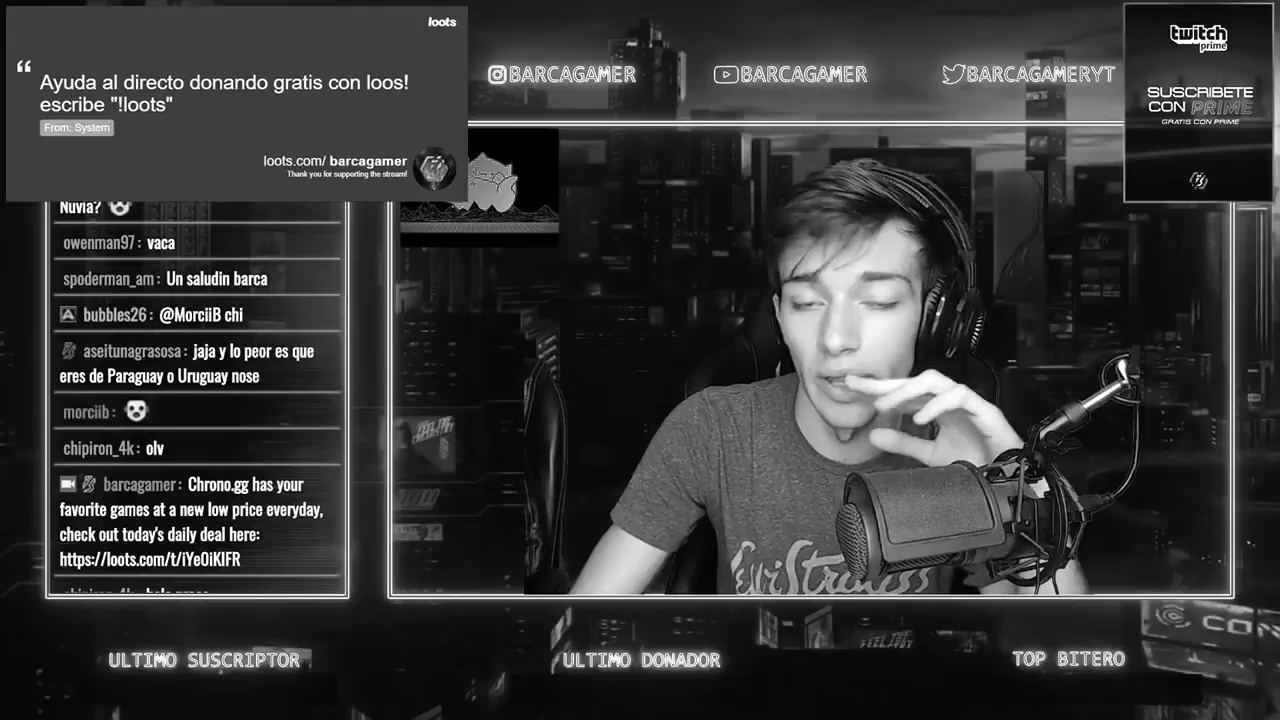 loots
“
Ayuda al directo donando gratis con loos!
escribe "!loots"
From: System
loots.com/ barcagamer
Thank you for supporting the stream!
BARCAGAMER
BARCAGAMER
BARCAGAMERYT
twitch
prime
SUSCRIBETE
CON PRIME
GRATIS CON PRIME
Nuvia?
owenman97: vaca
spoderman_am: Un saludin barca
bubbles26: @MorciiB chi
aseitunagrasosa: jaja y lo peor es que
eres de Paraguay o Uruguay nose
morciib:
chipiron_4k: olv
barcagamer: Chrono.gg has your
favorite games at a new low price everyday,
check out today's daily deal here:
https://loots.com/t/iYeOiKlFR
Levi Strauss
ULTIMO SUSCRIPTOR
ULTIMO DONADOR
TOP BITERO